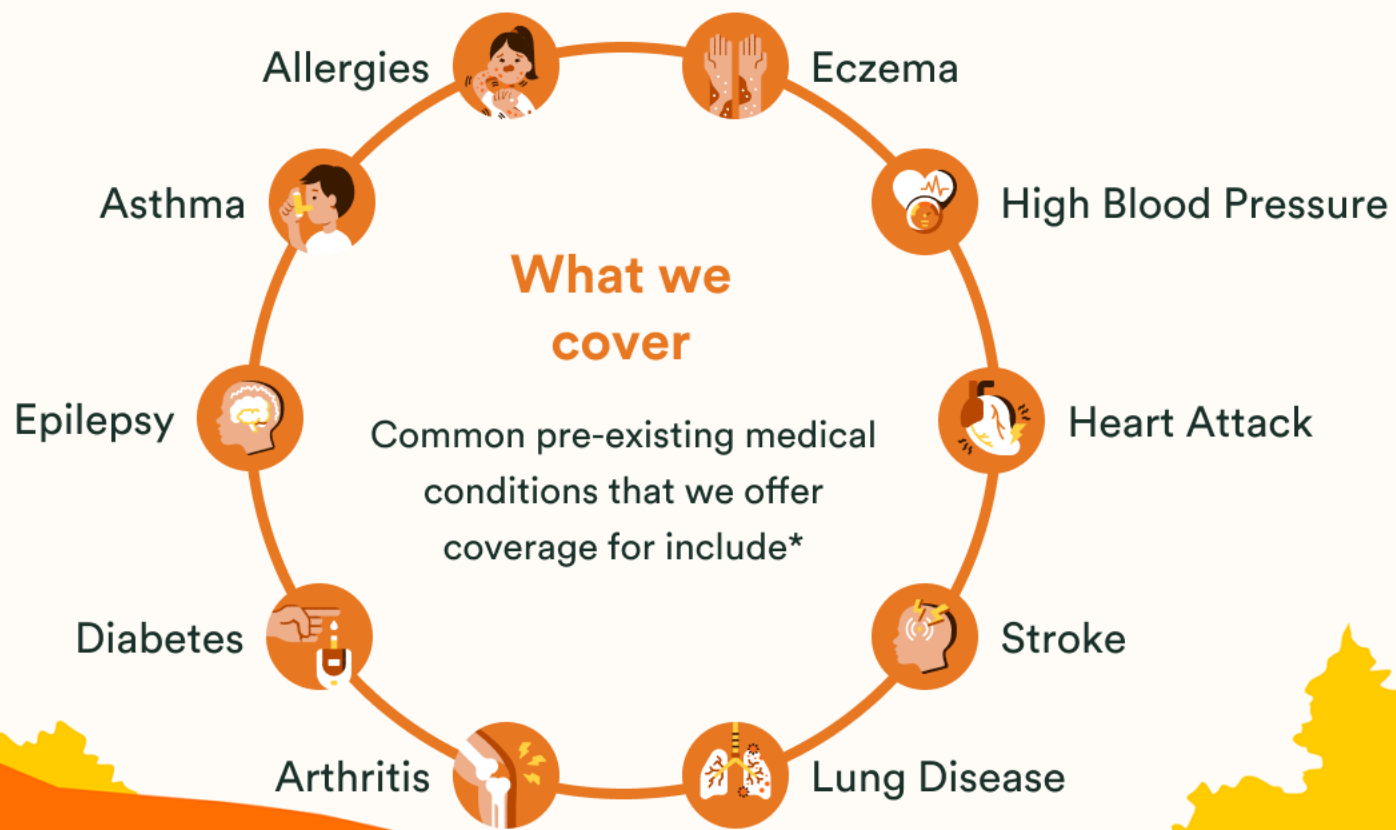 Allergies
Eczema
Asthma
High Blood Pressure
What we
cover
Epilepsy
Common pre-existing medical
conditions that we offer
coverage for include*
Heart Attack
Diabetes
Stroke
Arthritis
Lung Disease